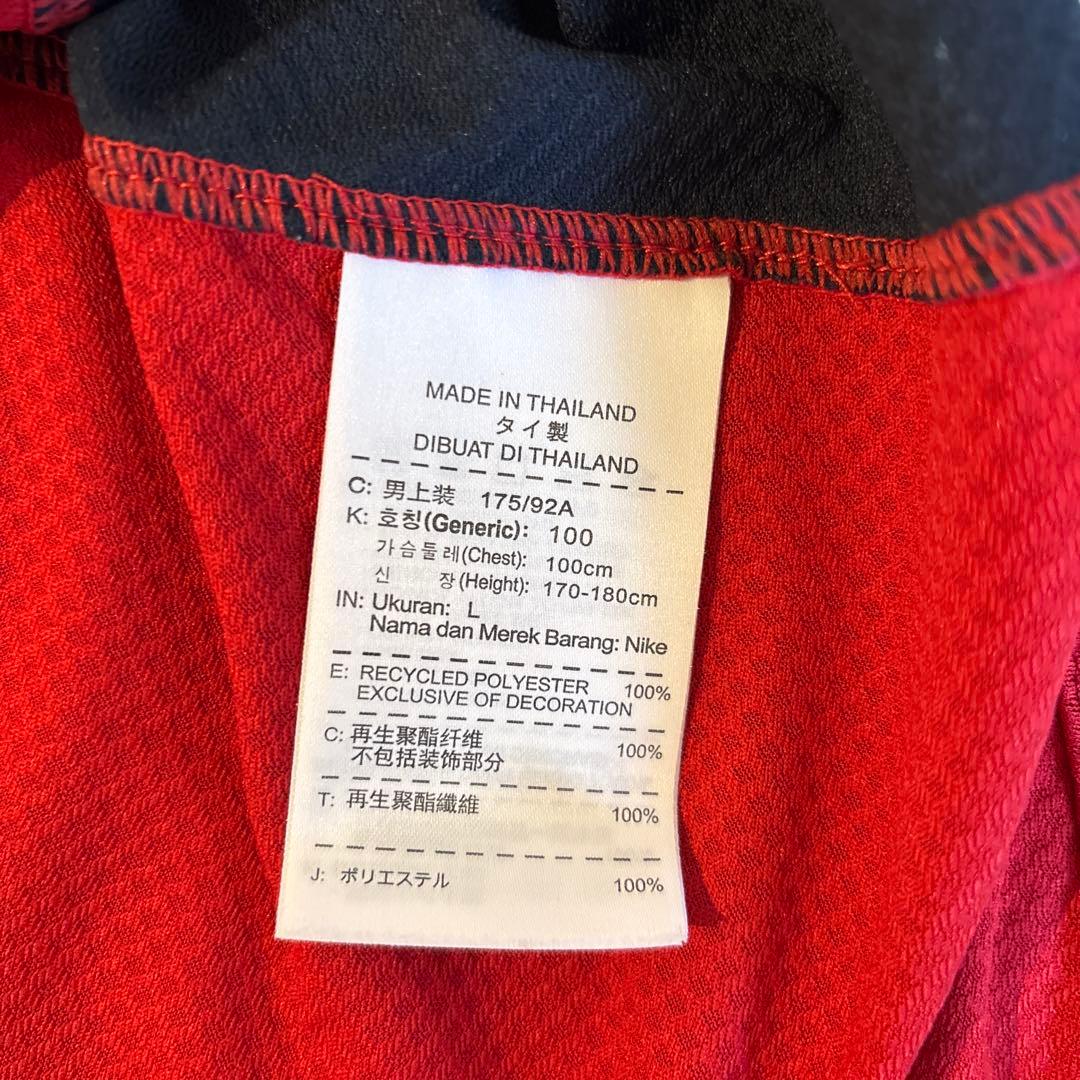 MADE IN THAILAND
タイ製
DIBUAT DI THAILAND
C: 男上装 175/92A
K: 호칭(Generic): 100
가슴둘레(Chest): 100cm
신 장(Height): 170-180cm
IN: Ukuran: L
Nama dan Merek Barang: Nike
E: RECYCLED POLYESTER 100%
EXCLUSIVE OF DECORATION
C: 再生聚酯纤维 100%
不包括装饰部分
T: 再生聚酯纖維 100%
J: ポリエステル 100%